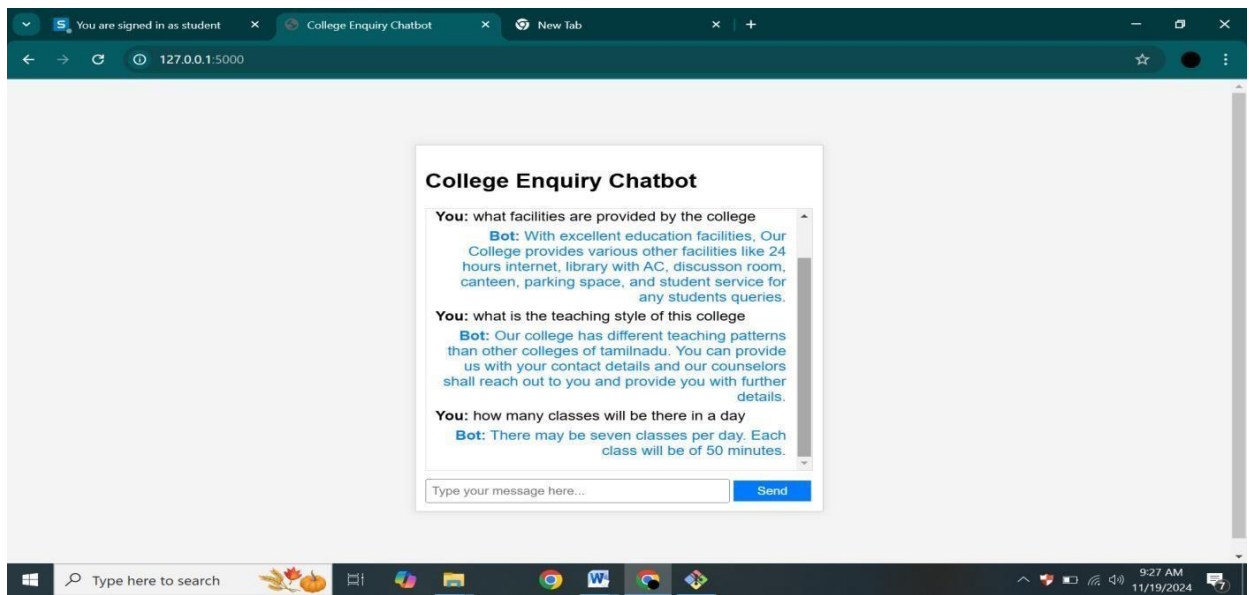 You are signed in as student
College Enquiry Chatbot
New Tab
127.0.0.1:5000
College Enquiry Chatbot
You: what facilities are provided by the college
Bot: With excellent education facilities, Our
College provides various other facilities like 24
hours internet, library with AC, discusson room,
canteen, parking space, and student service for
any students queries.
You: what is the teaching style of this college
Bot: Our college has different teaching patterns
than other colleges of tamilnadu. You can provide
us with your contact details and our counselors
shall reach out to you and provide you with further
details.
You: how many classes will be there in a day
Bot: There may be seven classes per day. Each
class will be of 50 minutes.
Type your message here...
Send
Type here to search
9:27 AM
11/19/2024
7